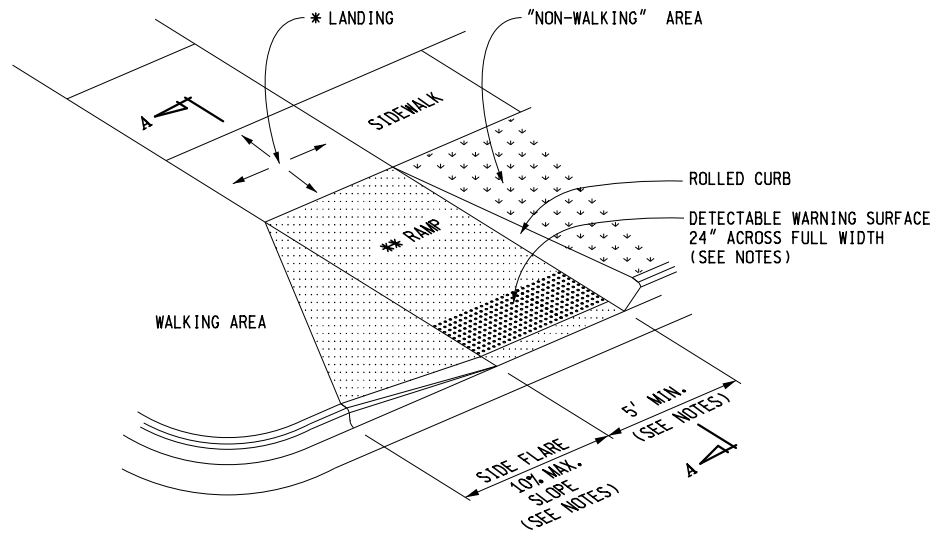 * LANDING
"NON-WALKING" AREA
A
SIDEWALK
ROLLED CURB
DETECTABLE WARNING SURFACE
24" ACROSS FULL WIDTH
(SEE NOTES)
** RAMP
WALKING AREA
5' MIN.
(SEE NOTES)
SIDE FLARE
10% MAX.
SLOPE
(SEE NOTES)
A